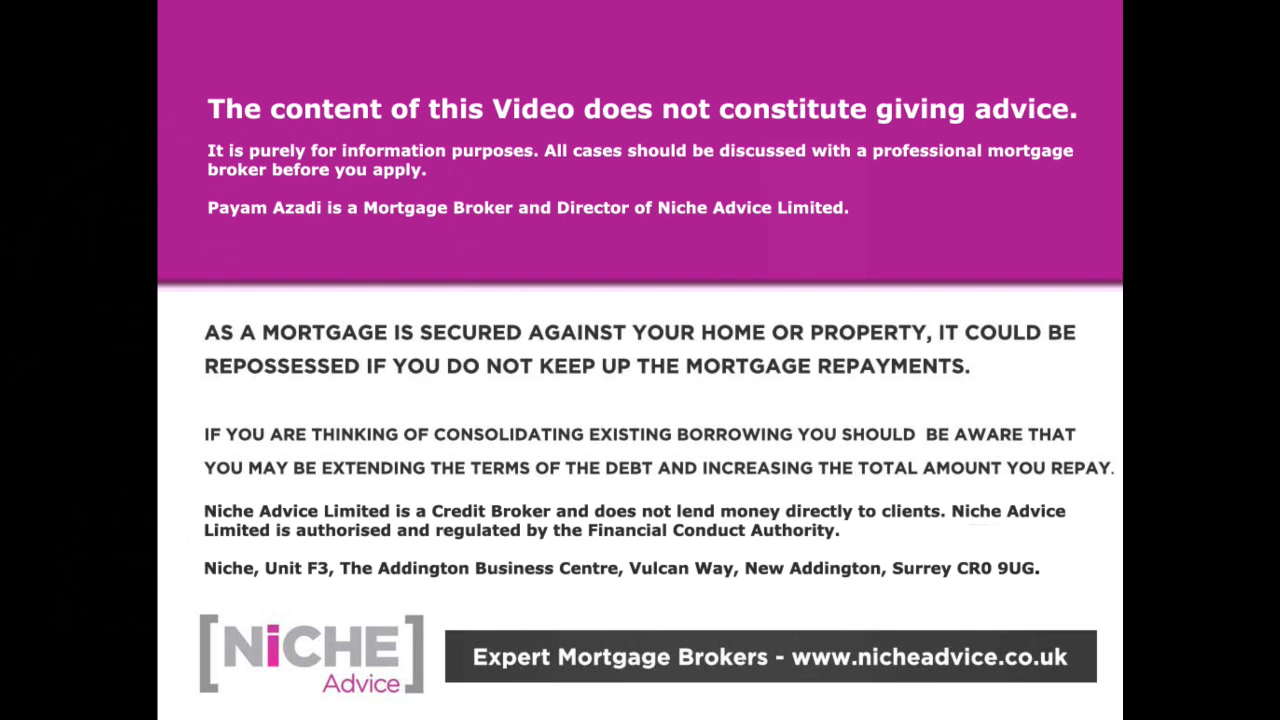 The content of this Video does not constitute giving advice.
It is purely for information purposes. All cases should be discussed with a professional mortgage
broker before you apply.
Payam Azadi is a Mortgage Broker and Director of Niche Advice Limited.
AS A MORTGAGE IS SECURED AGAINST YOUR HOME OR PROPERTY, IT COULD BE
REPOSSESSED IF YOU DO NOT KEEP UP THE MORTGAGE REPAYMENTS.
IF YOU ARE THINKING OF CONSOLIDATING EXISTING BORROWING YOU SHOULD BE AWARE THAT
YOU MAY BE EXTENDING THE TERMS OF THE DEBT AND INCREASING THE TOTAL AMOUNT YOU REPAY.
Niche Advice Limited is a Credit Broker and does not lend money directly to clients. Niche Advice
Limited is authorised and regulated by the Financial Conduct Authority.
Niche, Unit F3, The Addington Business Centre, Vulcan Way, New Addington, Surrey CR0 9UG.
[NiCHE
Advice]
Expert Mortgage Brokers - www.nicheadvice.co.uk